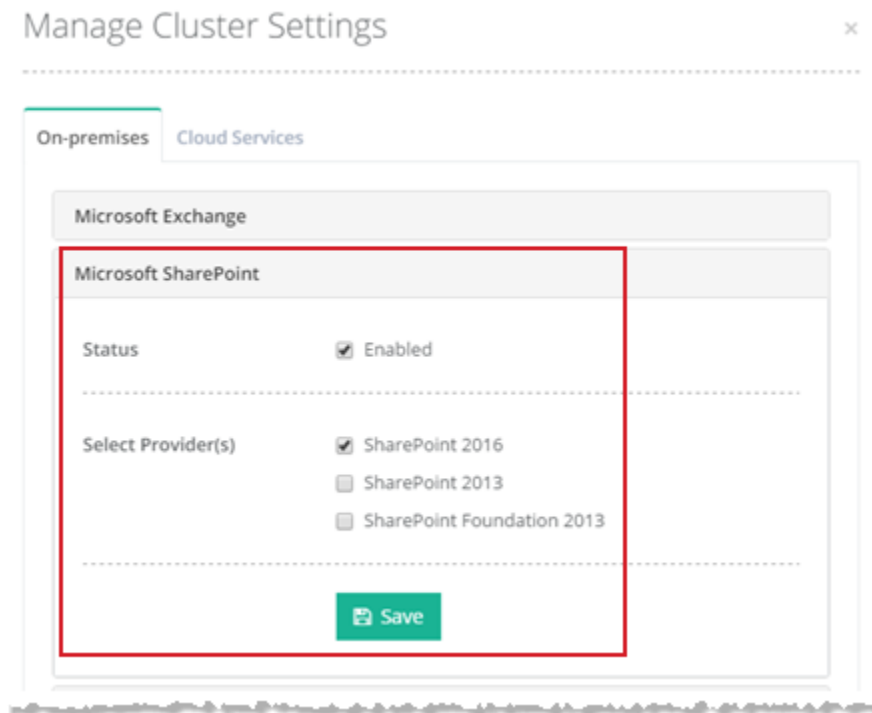 Manage Cluster Settings
×
On-premises Cloud Services
Microsoft Exchange
Microsoft SharePoint
Status Enabled
Select Provider(s) SharePoint 2016
SharePoint 2013
SharePoint Foundation 2013
Save